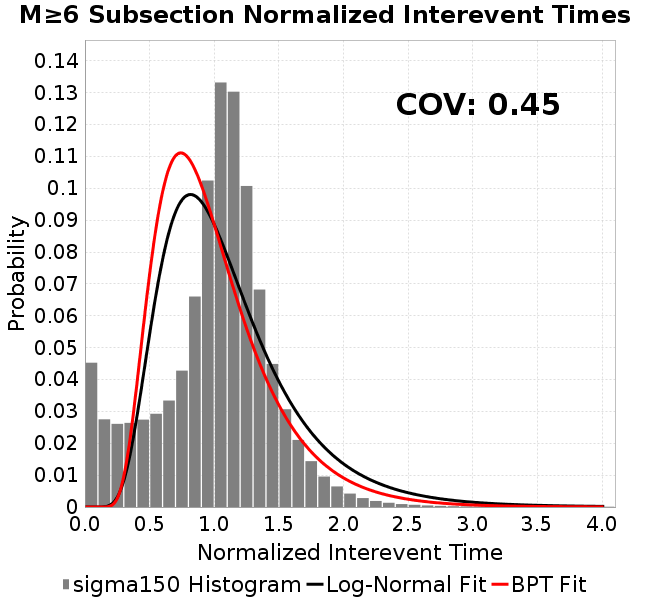 M≥6 Subsection Normalized Interevent Times
COV: 0.45
Probability
0.14
0.13
0.12
0.11
0.1
0.09
0.08
0.07
0.06
0.05
0.04
0.03
0.02
0.01
0
0.0 0.5 1.0 1.5 2.0 2.5 3.0 3.5 4.0
Normalized Interevent Time
sigma150 Histogram Log-Normal Fit BPT Fit